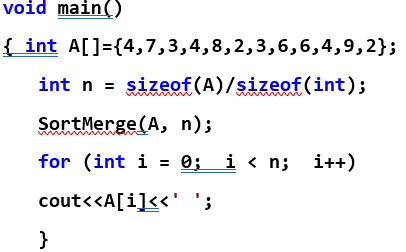 void main()
{ int A[]={4,7,3,4,8,2,3,6,6,4,9,2};
int n = sizeof(A)/sizeof(int);
SortMerge(A, n);
for (int i = 0; i < n; i++)
cout<<A[i]<<' ';
}